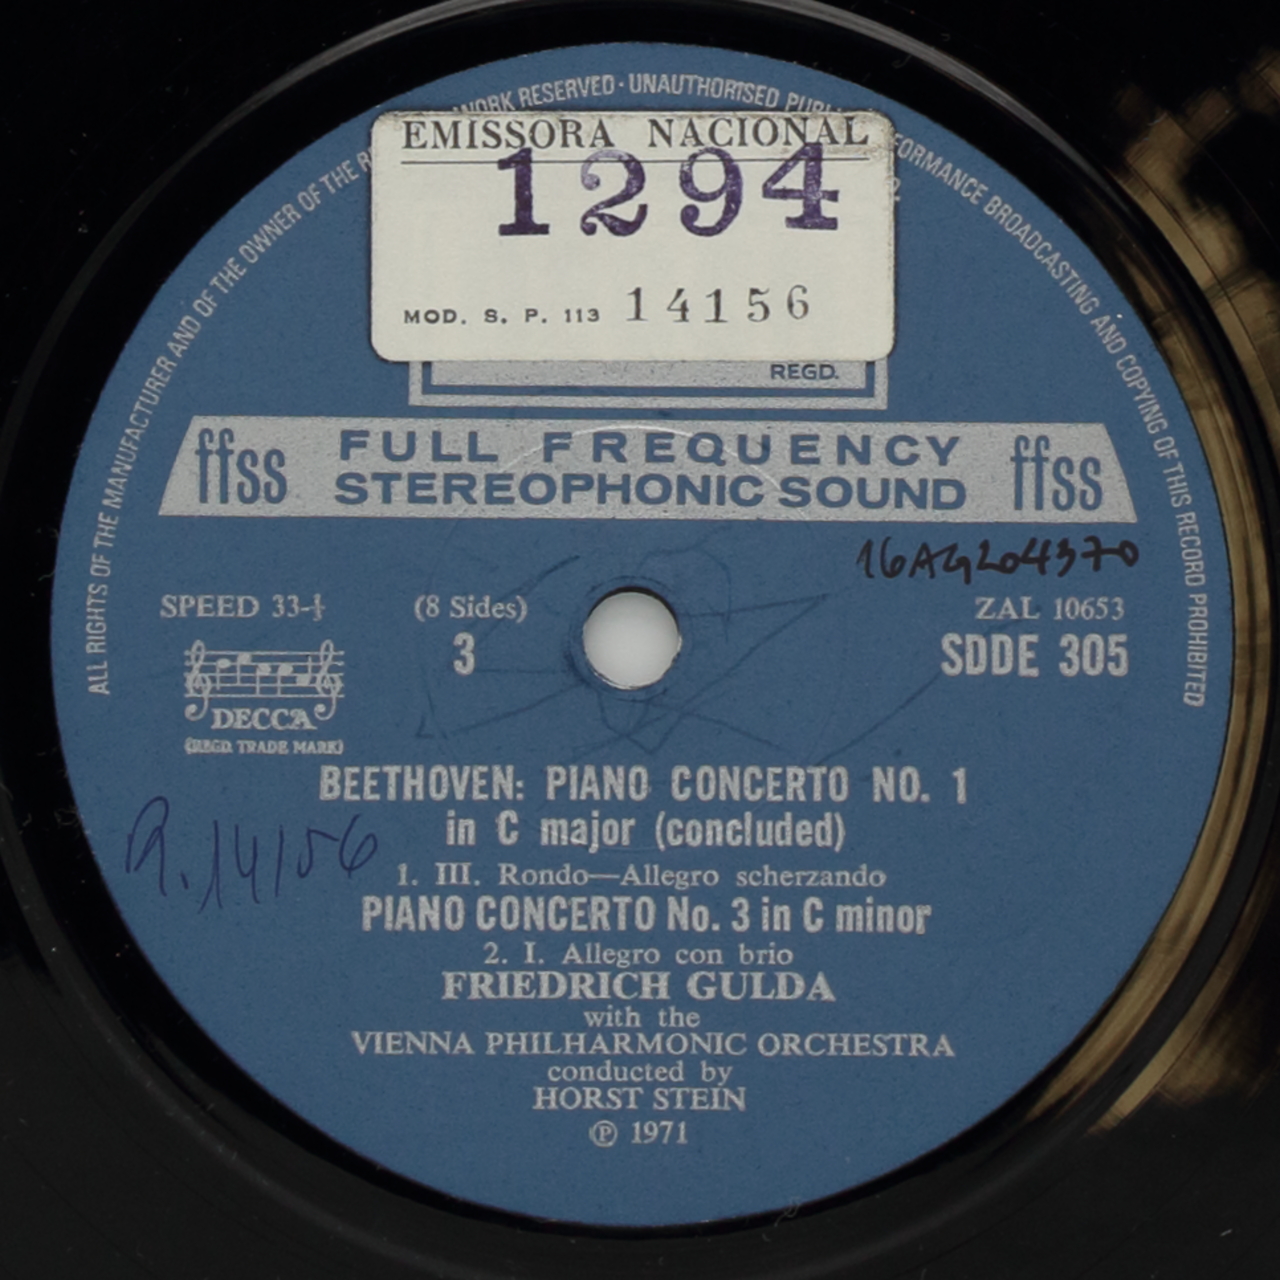 ALL RIGHTS OF THE MANUFACTURER AND OF THE OWNER OF THE WORK RESERVED · UNAUTHORISED PERFORMANCE BROADCASTING AND COPYING OF THIS RECORD PROHIBITED
EMISSORA NACIONAL
1294
MOD. S. P. 113 14156
REGD.
ffss FULL FREQUENCY ffss
STEREOPHONIC SOUND
16AG204370
SPEED 33-⅓ (8 Sides) ZAL 10653
3 SDDE 305
DECCA
(REGD. TRADE MARK)
BEETHOVEN: PIANO CONCERTO NO. 1
in C major (concluded)
R.14156
1. III. Rondo—Allegro scherzando
PIANO CONCERTO No. 3 in C minor
2. I. Allegro con brio
FRIEDRICH GULDA
with the
VIENNA PHILHARMONIC ORCHESTRA
conducted by
HORST STEIN
℗ 1971